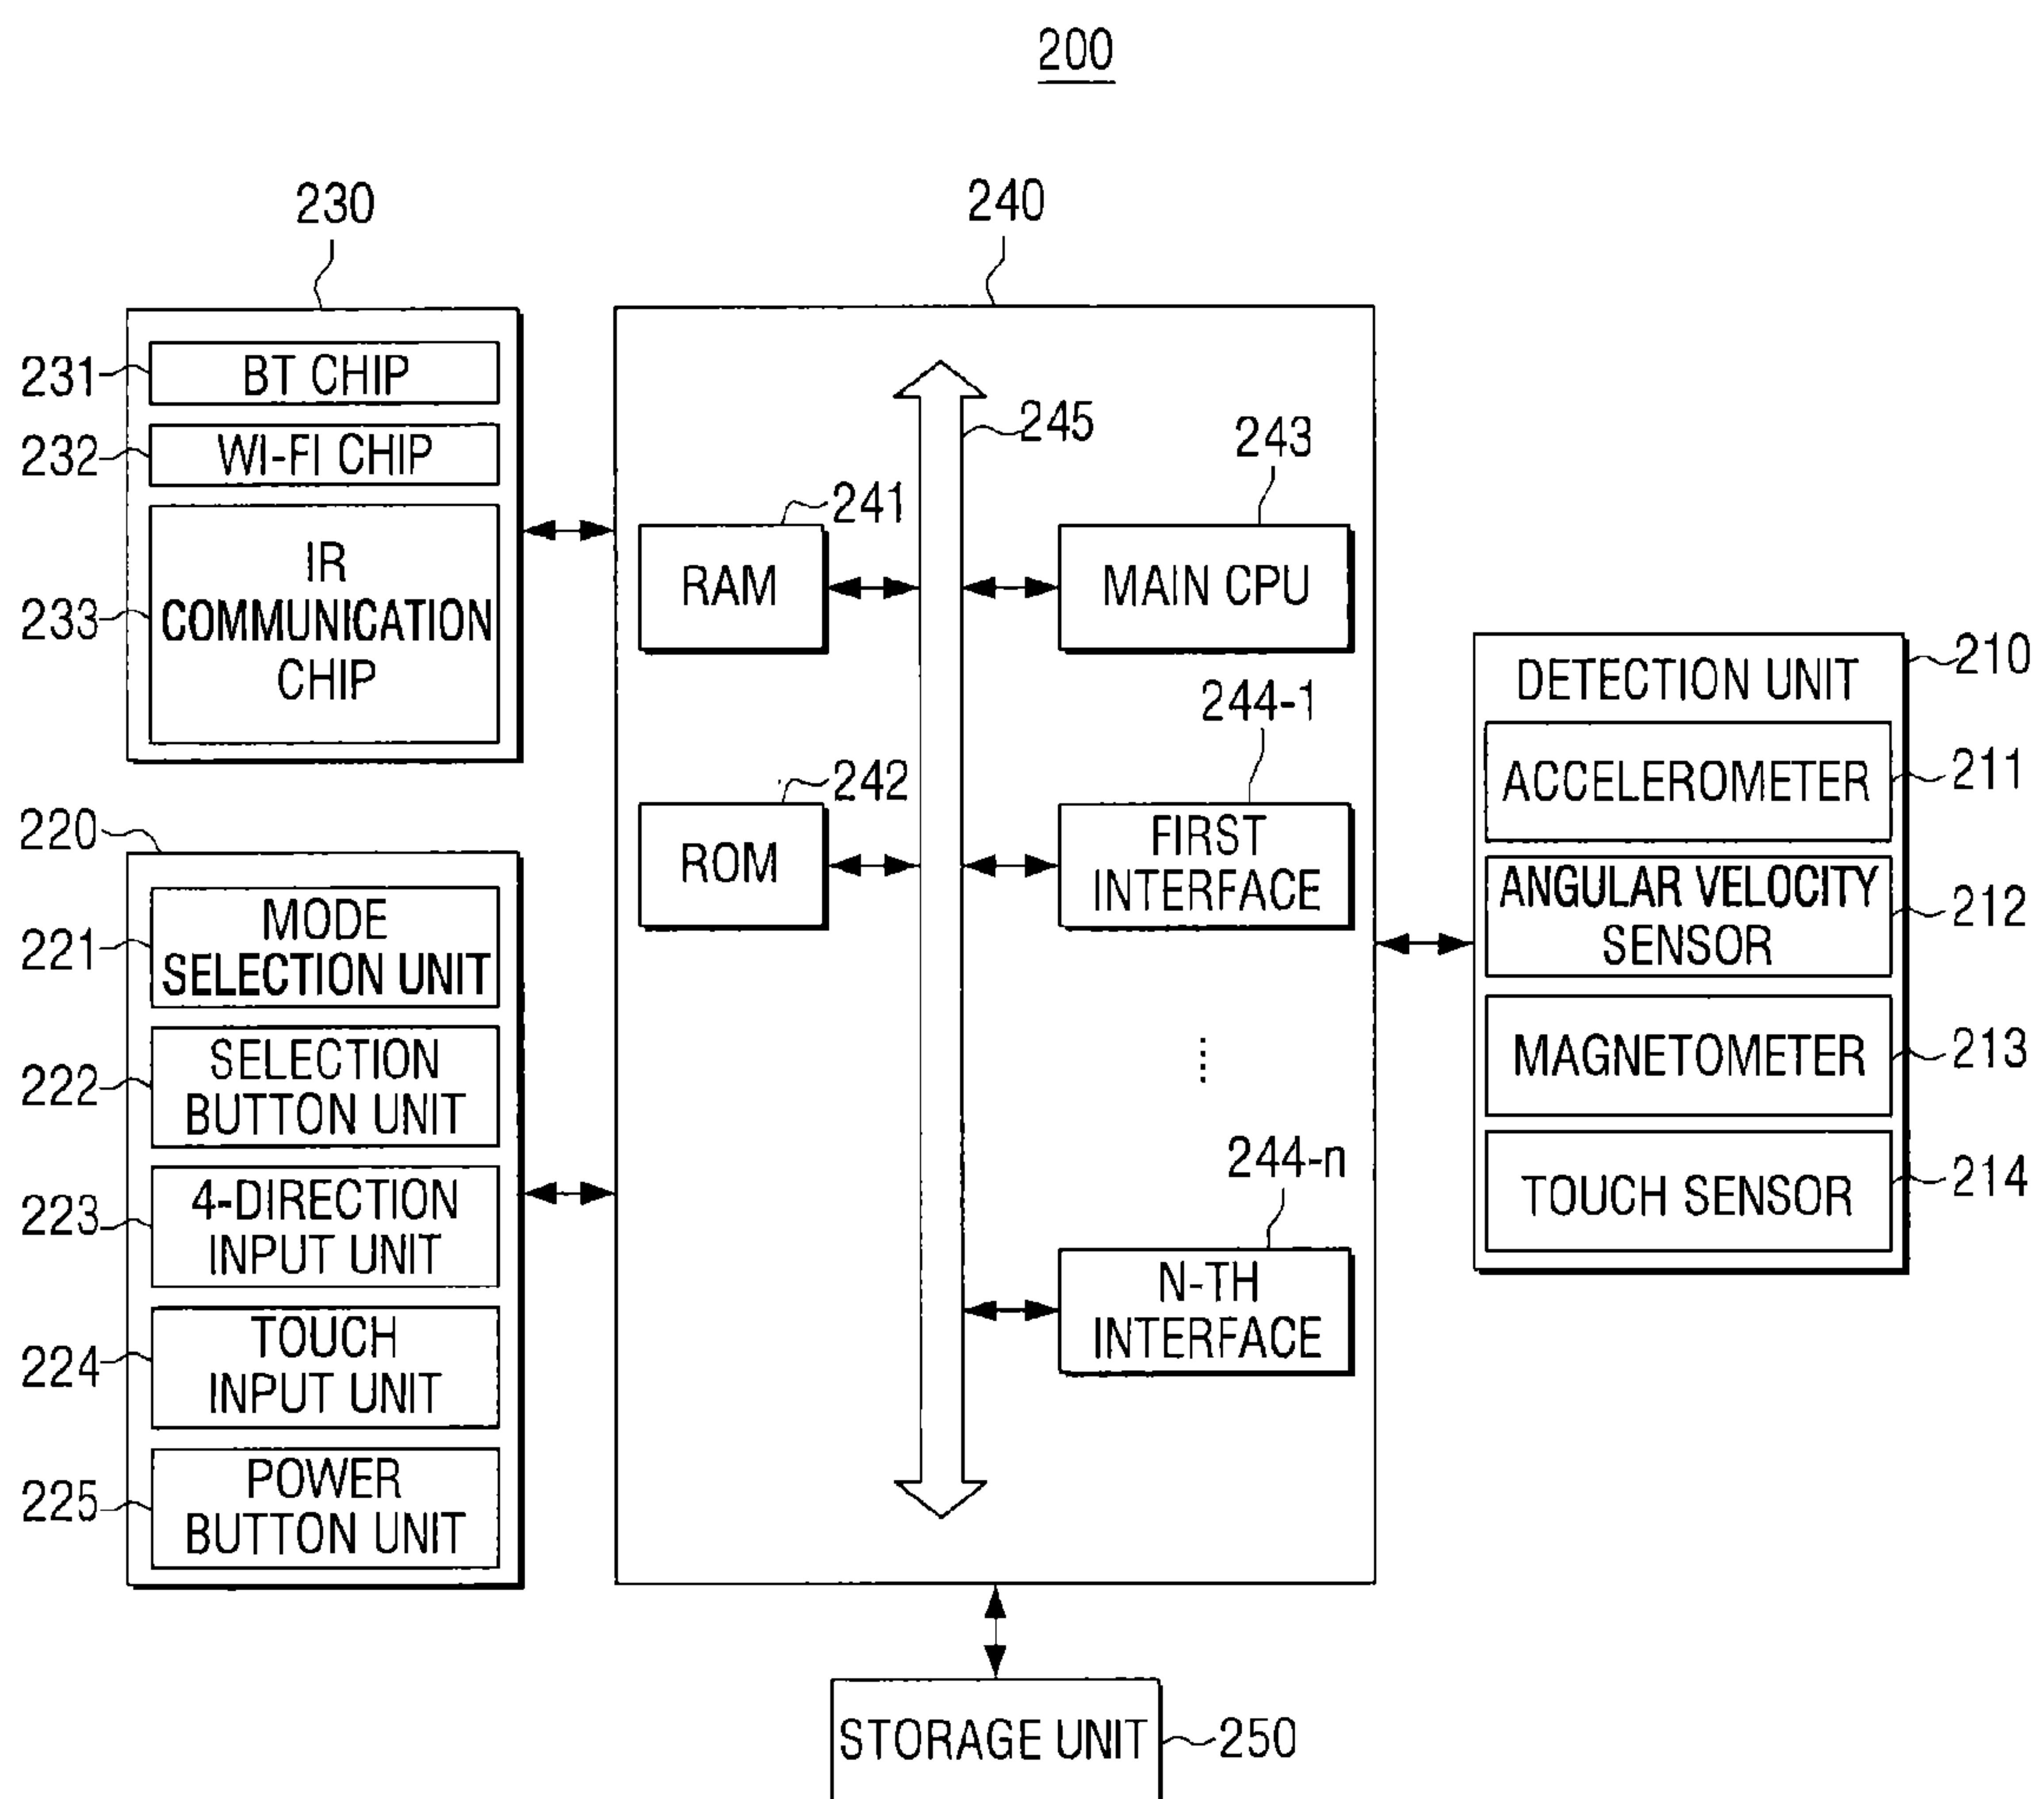 200
230
231
BT CHIP
232
WI-FI CHIP
233
IR
COMMUNICATION
CHIP
220
221
MODE
SELECTION UNIT
222
SELECTION
BUTTON UNIT
223
4-DIRECTION
INPUT UNIT
224
TOUCH
INPUT UNIT
225
POWER
BUTTON UNIT
240
245
241
RAM
242
ROM
243
MAIN CPU
244-1
FIRST
INTERFACE
244-n
N-TH
INTERFACE
210
DETECTION UNIT
ACCELEROMETER
211
ANGULAR VELOCITY
SENSOR
212
MAGNETOMETER
213
TOUCH SENSOR
214
STORAGE UNIT
250